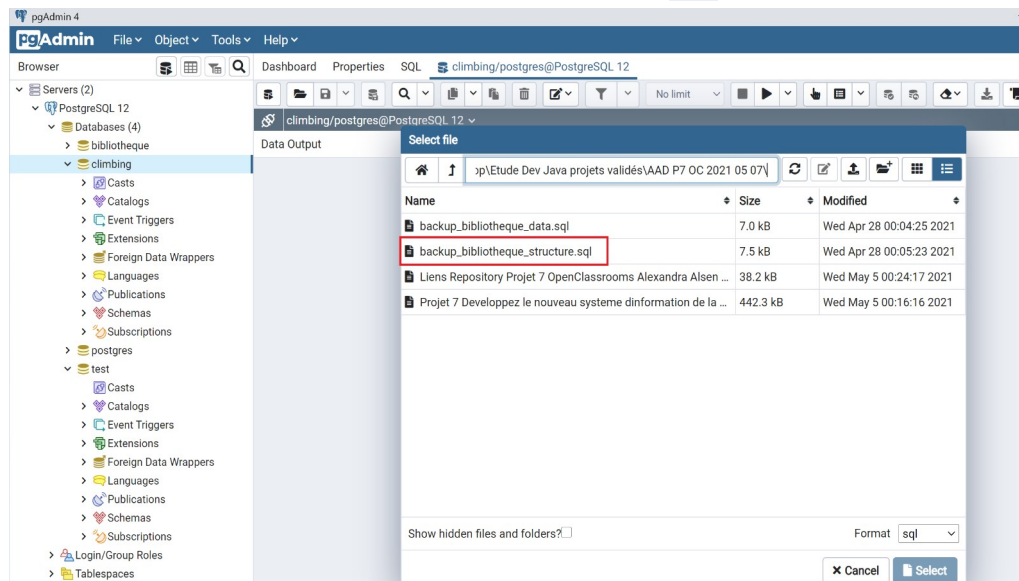 pgAdmin 4
pgAdmin File Object Tools Help
Browser
Dashboard Properties SQL climbing/postgres@PostgreSQL 12
Servers (2)
PostgreSQL 12
Databases (4)
bibliotheque
climbing
Casts
Catalogs
Event Triggers
Extensions
Foreign Data Wrappers
Languages
Publications
Schemas
Subscriptions
postgres
test
Casts
Catalogs
Event Triggers
Extensions
Foreign Data Wrappers
Languages
Publications
Schemas
Subscriptions
Login/Group Roles
Tablespaces
No limit
climbing/postgres@PostgreSQL 12
Data Output
Select file
op\Etude Dev Java projets validés\AAD P7 OC 2021 05 07\
Name Size Modified
backup_bibliotheque_data.sql 7.0 kB Wed Apr 28 00:04:25 2021
backup_bibliotheque_structure.sql 7.5 kB Wed Apr 28 00:05:23 2021
Liens Repository Projet 7 OpenClassrooms Alexandra Alsen ... 38.2 kB Wed May 5 00:24:17 2021
Projet 7 Developpez le nouveau systeme dinformation de la ... 442.3 kB Wed May 5 00:16:16 2021
Show hidden files and folders?
Format sql
Cancel Select